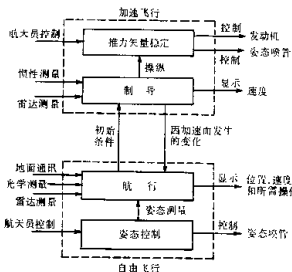 加速飞行
航天员控制
推力矢量稳定
控制
发动机
姿态喷管
控制
操纵
惯性测量
雷达测量
制导
显示
速度
初始条件
因加速而发生的变化
地面通讯
光学测量
雷达测量
航行
显示
位置、速度
和所需操作
姿态测量
航天员控制
姿态控制
控制
姿态喷管
自由飞行